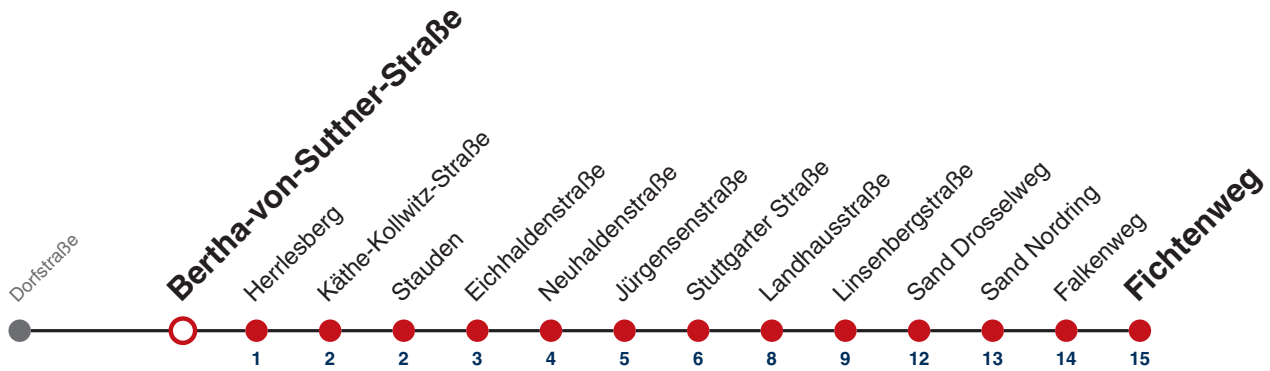 Dorfstraße
Bertha-von-Suttner-Straße
Herrlesberg
Käthe-Kollwitz-Straße
Stauden
Eichhaldenstraße
Neuhaldenstraße
Jürgensenstraße
Stuttgarter Straße
Landhausstraße
Linsenbergstraße
Sand Drosselweg
Sand Nordring
Falkenweg
Fichtenweg
1 2 2 3 4 5 6 8 9 12 13 14 15